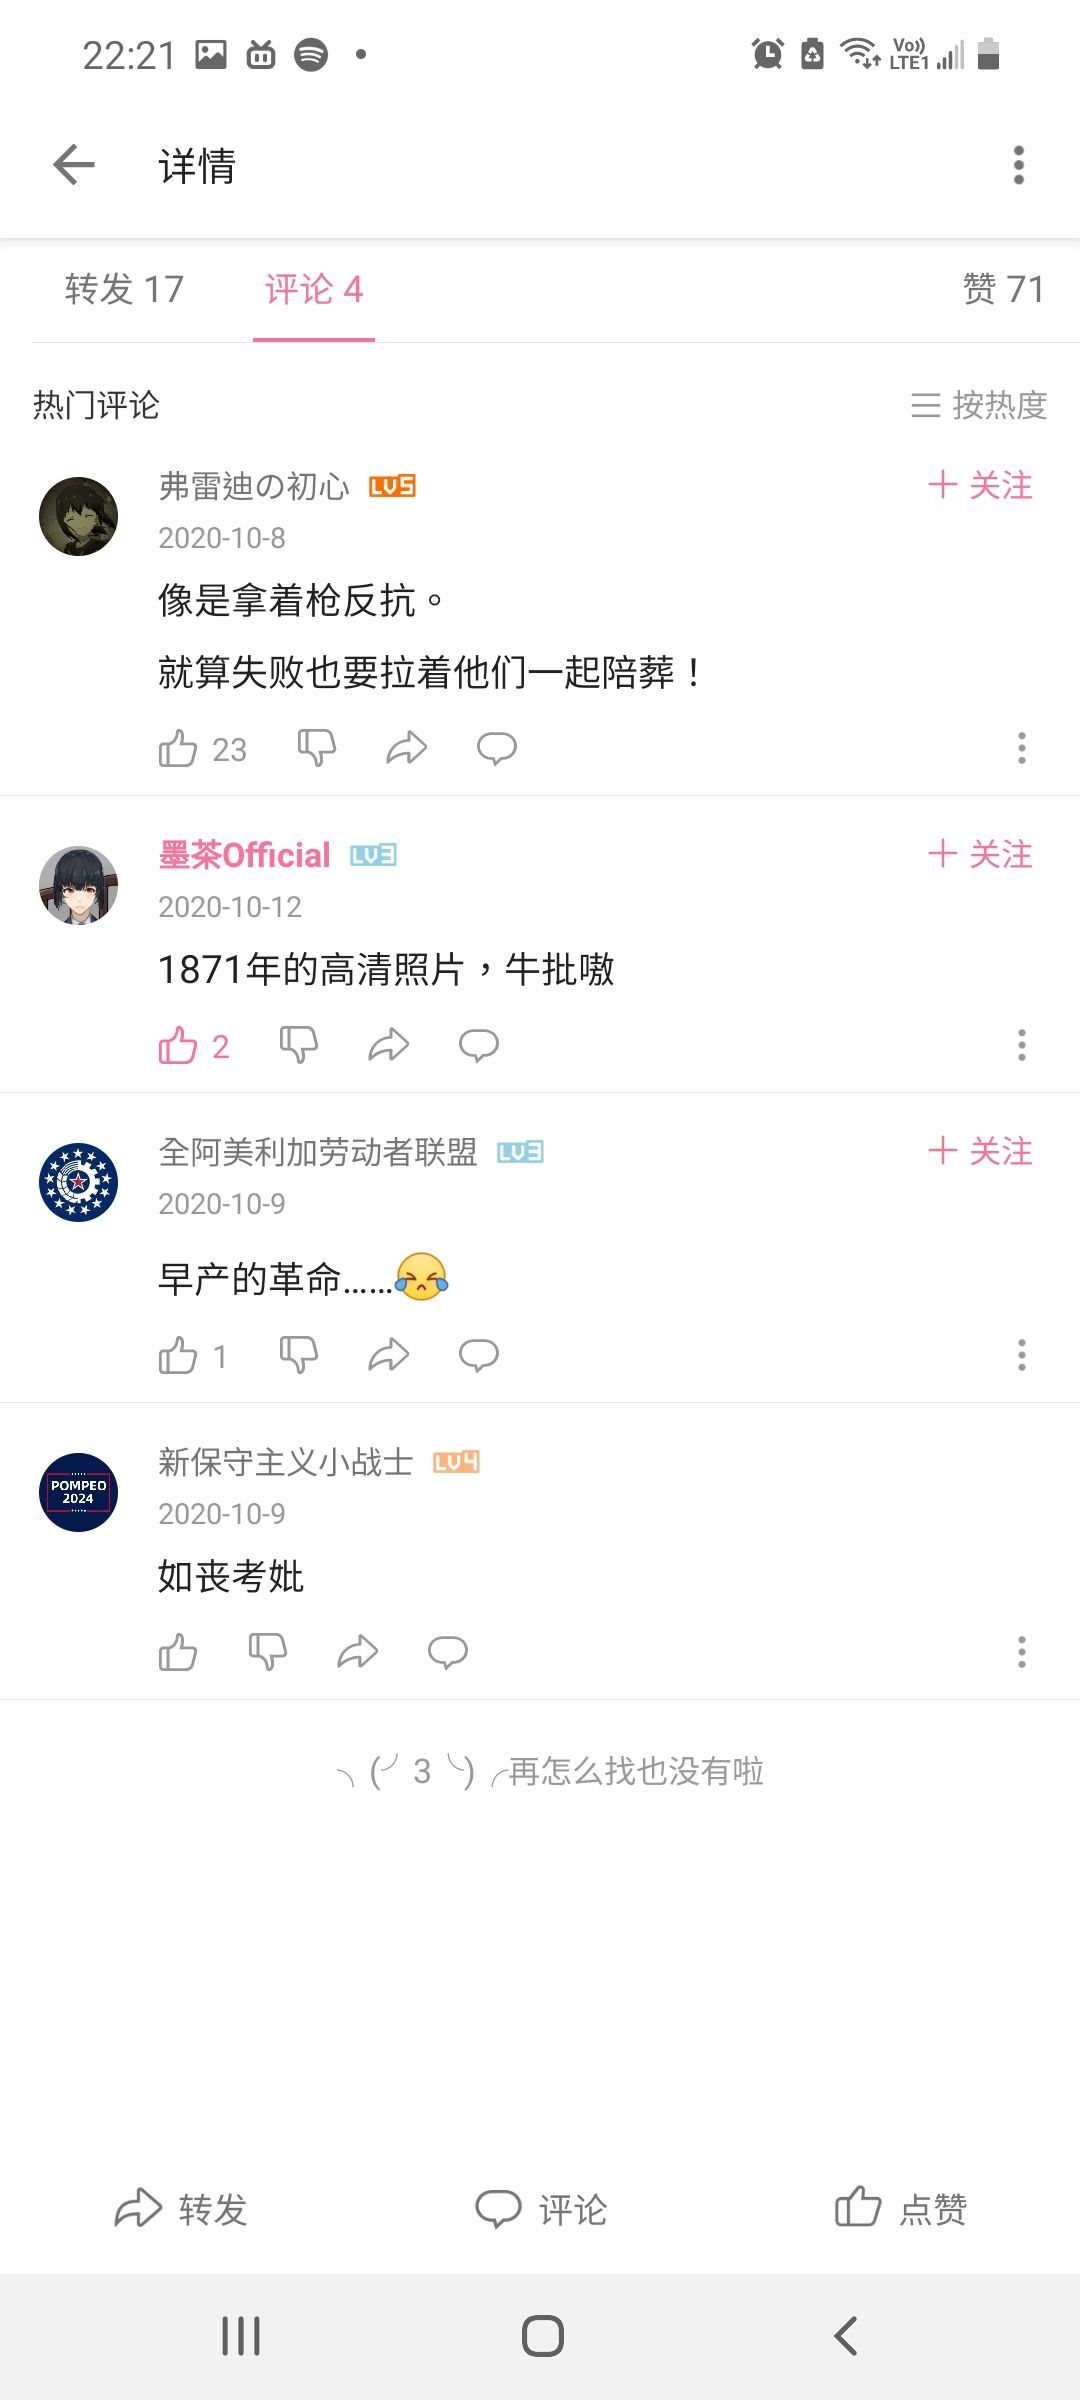 22:21
Vo))
LTE1
详情
转发 17
评论 4
赞 71
热门评论
按热度
弗雷迪の初心 LV5
关注
2020-10-8
像是拿着枪反抗。
就算失败也要拉着他们一起陪葬！
23
墨茶Official LV3
关注
2020-10-12
1871年的高清照片，牛批嗷
2
全阿美利加劳动者联盟 LV3
关注
2020-10-9
早产的革命……
1
POMPEO
2024
新保守主义小战士 LV4
2020-10-9
如丧考妣
╮(╯3╰)╭再怎么找也没有啦
转发
评论
点赞